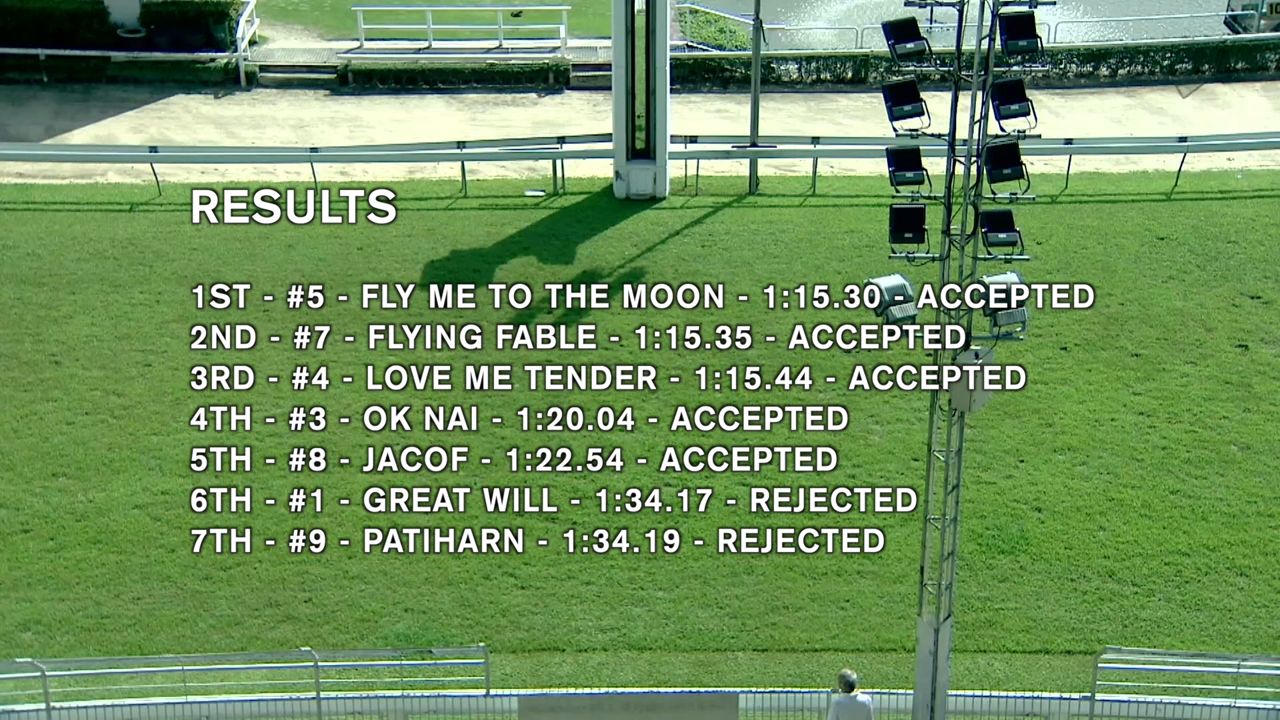 RESULTS
1ST - #5 - FLY ME TO THE MOON - 1:15.30 - ACCEPTED
2ND - #7 - FLYING FABLE - 1:15.35 - ACCEPTED
3RD - #4 - LOVE ME TENDER - 1:15.44 - ACCEPTED
4TH - #3 - OK NAI - 1:20.04 - ACCEPTED
5TH - #8 - JACOF - 1:22.54 - ACCEPTED
6TH - #1 - GREAT WILL - 1:34.17 - REJECTED
7TH - #9 - PATIHARN - 1:34.19 - REJECTED